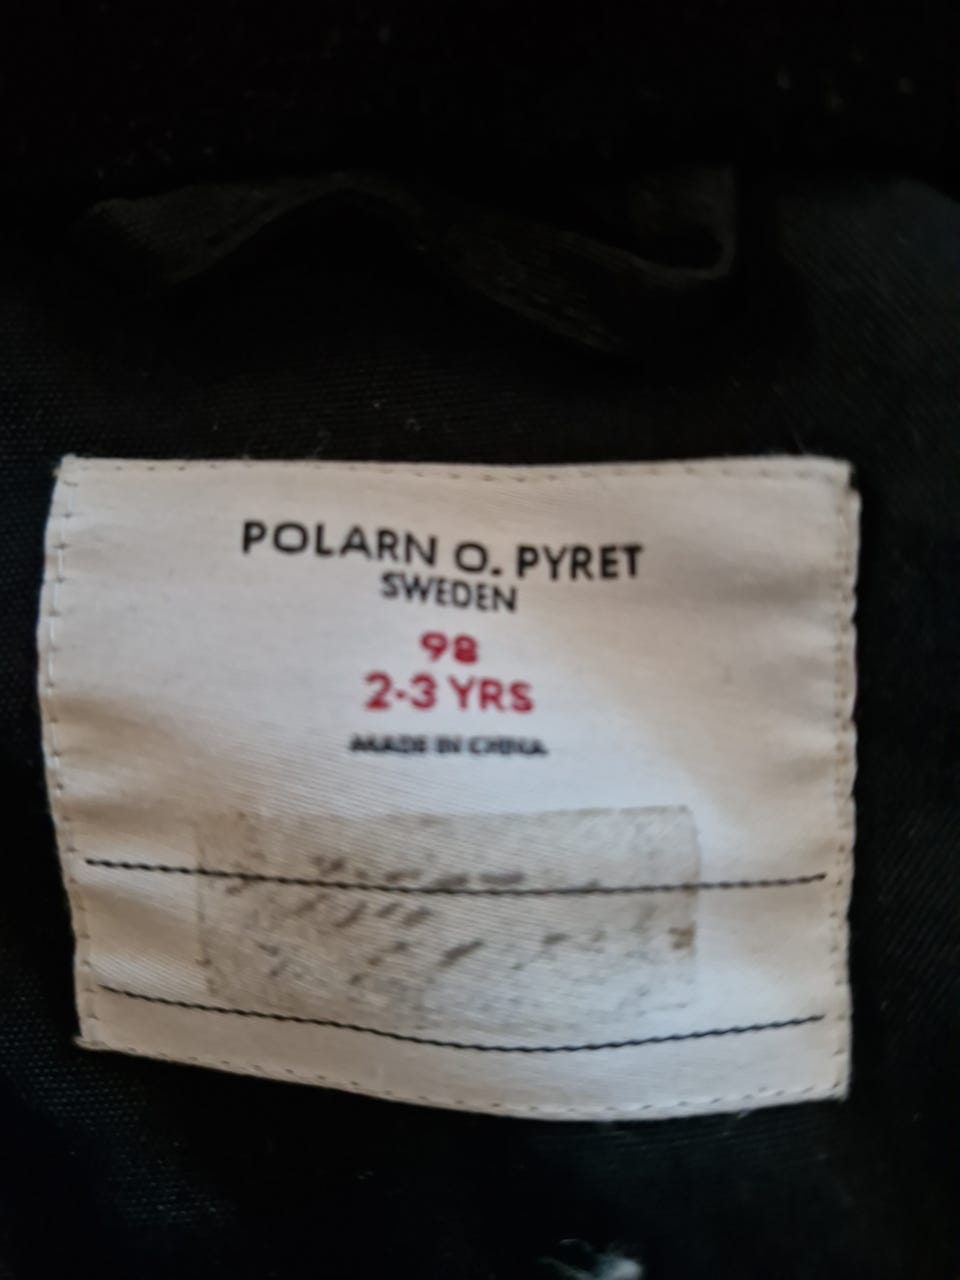 POLARN O. PYRET
SWEDEN
98
2-3 YRS
MADE IN CHINA